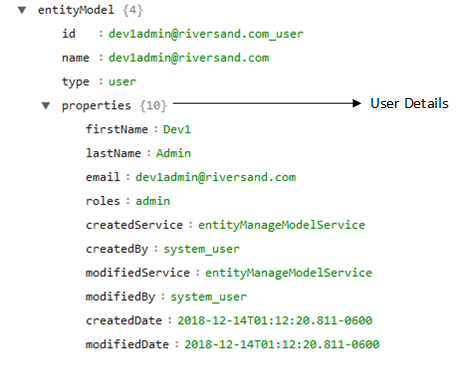 ▼ entityModel {4}
id : dev1admin@riversand.com_user
name : dev1admin@riversand.com
type : user
▼ properties {10} User Details
firstName : Dev1
lastName : Admin
email : dev1admin@riversand.com
roles : admin
createdService : entityManageModelService
createdBy : system_user
modifiedService : entityManageModelService
modifiedBy : system_user
createdDate : 2018-12-14T01:12:20.811-0600
modifiedDate : 2018-12-14T01:12:20.811-0600